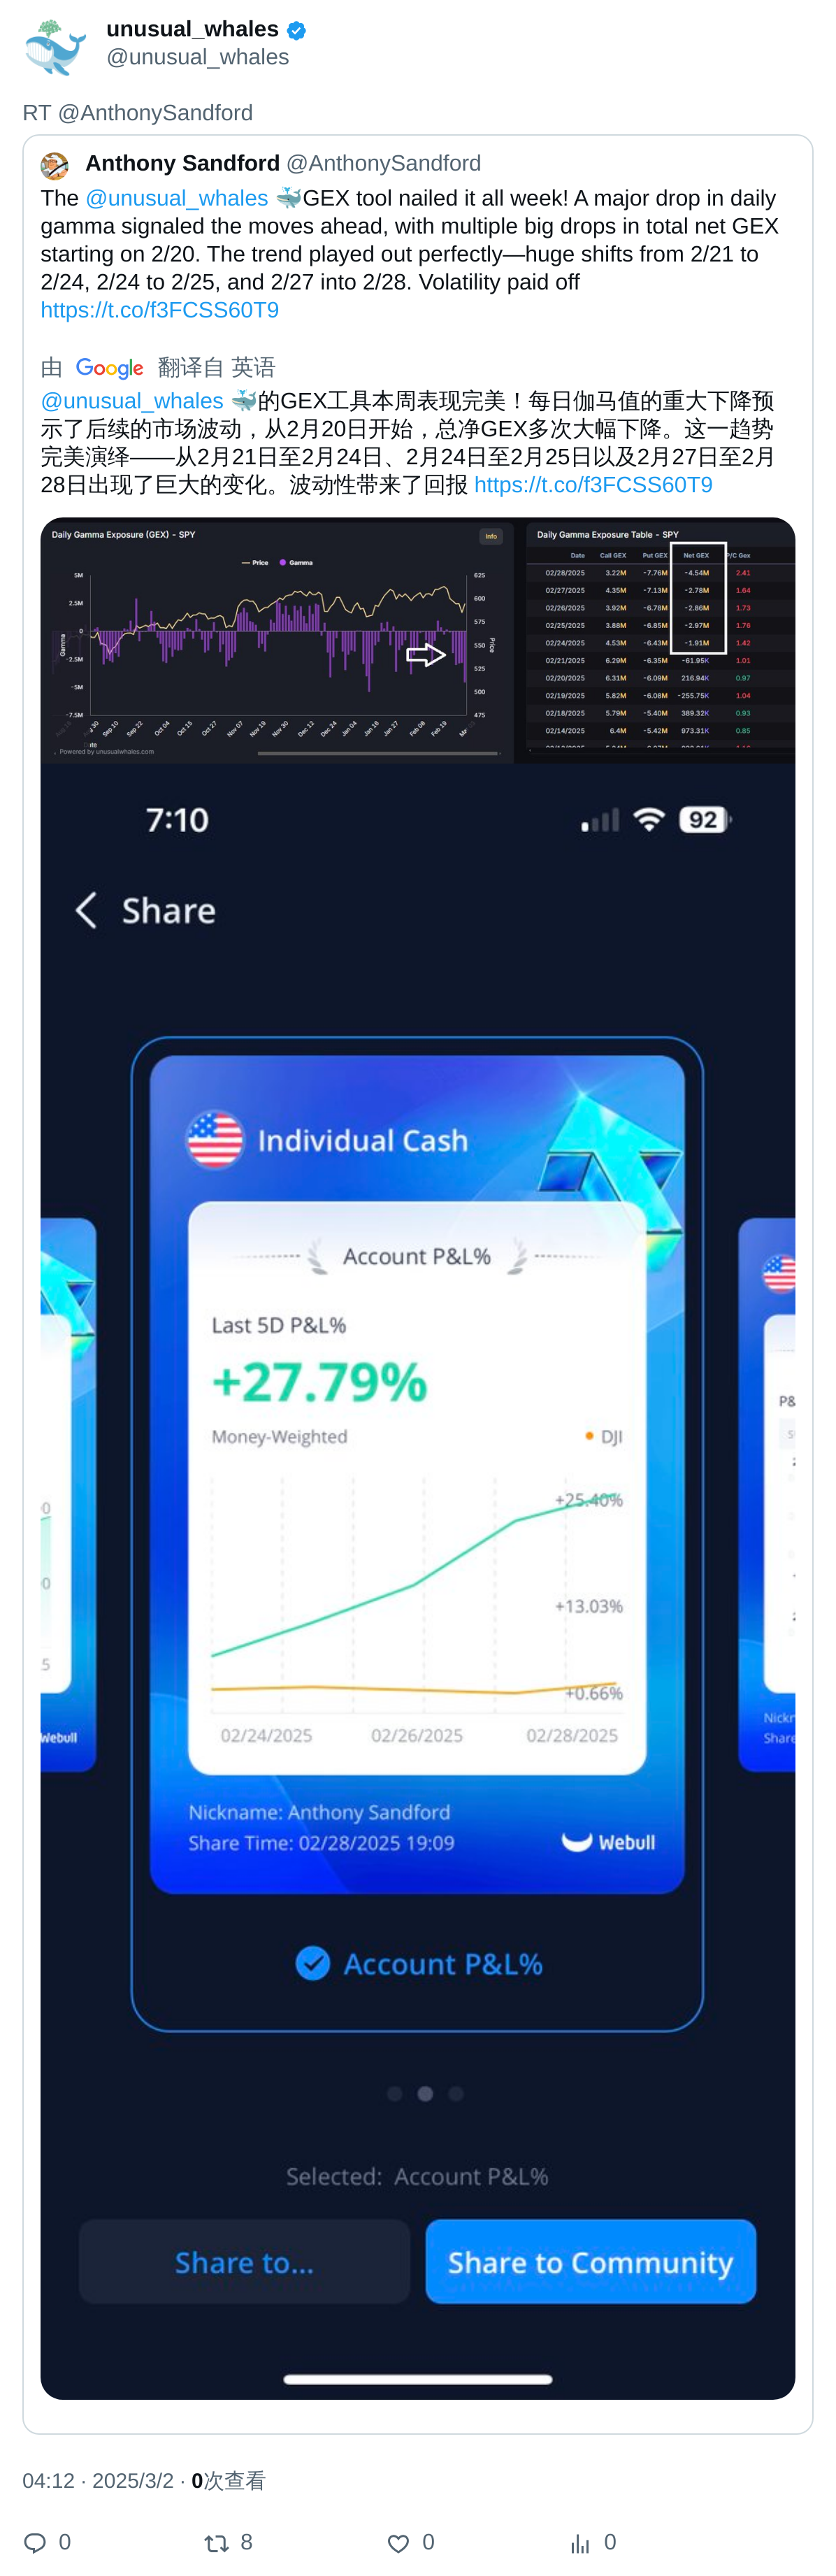 unusual_whales
@unusual_whales
RT @AnthonySandford
Anthony Sandford @AnthonySandford
The @unusual_whales 🐳GEX tool nailed it all week! A major drop in daily
gamma signaled the moves ahead, with multiple big drops in total net GEX
starting on 2/20. The trend played out perfectly—huge shifts from 2/21 to
2/24, 2/24 to 2/25, and 2/27 into 2/28. Volatility paid off
https://t.co/f3FCSS60T9
由 Google 翻译自 英语
@unusual_whales 🐳的GEX工具本周表现完美！每日伽马值的重大下降预
示了后续的市场波动，从2月20日开始，总净GEX多次大幅下降。这一趋势
完美演绎——从2月21日至2月24日、2月24日至2月25日以及2月27日至2月
28日出现了巨大的变化。波动性带来了回报 https://t.co/f3FCSS60T9
Daily Gamma Exposure (GEX) - SPY
Info
Price Gamma
5M
2.5M
0
-2.5M
-5M
-7.5M
Gamma
625
600
575
550
525
500
475
Price
Sep 10 Sep 22 Oct 04 Oct 15 Oct 27 Nov 07 Nov 19 Nov 30 Dec 12 Dec 24 Jan 04 Jan 16 Jan 27 Feb 08 Feb 19
Powered by unusualwhales.com
Daily Gamma Exposure Table - SPY
Date Call GEX Put GEX Net GEX P/C Gex
02/28/2025 3.22M -7.76M -4.54M 2.41
02/27/2025 4.35M -7.13M -2.78M 1.64
02/26/2025 3.92M -6.78M -2.86M 1.73
02/25/2025 3.88M -6.85M -2.97M 1.76
02/24/2025 4.53M -6.43M -1.91M 1.42
02/21/2025 6.29M -6.35M -61.95K 1.01
02/20/2025 6.31M -6.09M 216.94K 0.97
02/19/2025 5.82M -6.08M -255.75K 1.04
02/18/2025 5.79M -5.40M 389.32K 0.93
02/14/2025 6.4M -5.42M 973.31K 0.85
7:10
92
Share
Individual Cash
Account P&L%
Last 5D P&L%
+27.79%
Money-Weighted
DJI
+25.40%
+13.03%
+0.66%
02/24/2025 02/26/2025 02/28/2025
Nickname: Anthony Sandford
Share Time: 02/28/2025 19:09
Webull
Webull
P&
Nickn
Share
Account P&L%
Selected: Account P&L%
Share to...
Share to Community
04:12 · 2025/3/2 · 0次查看
0 8 0 0